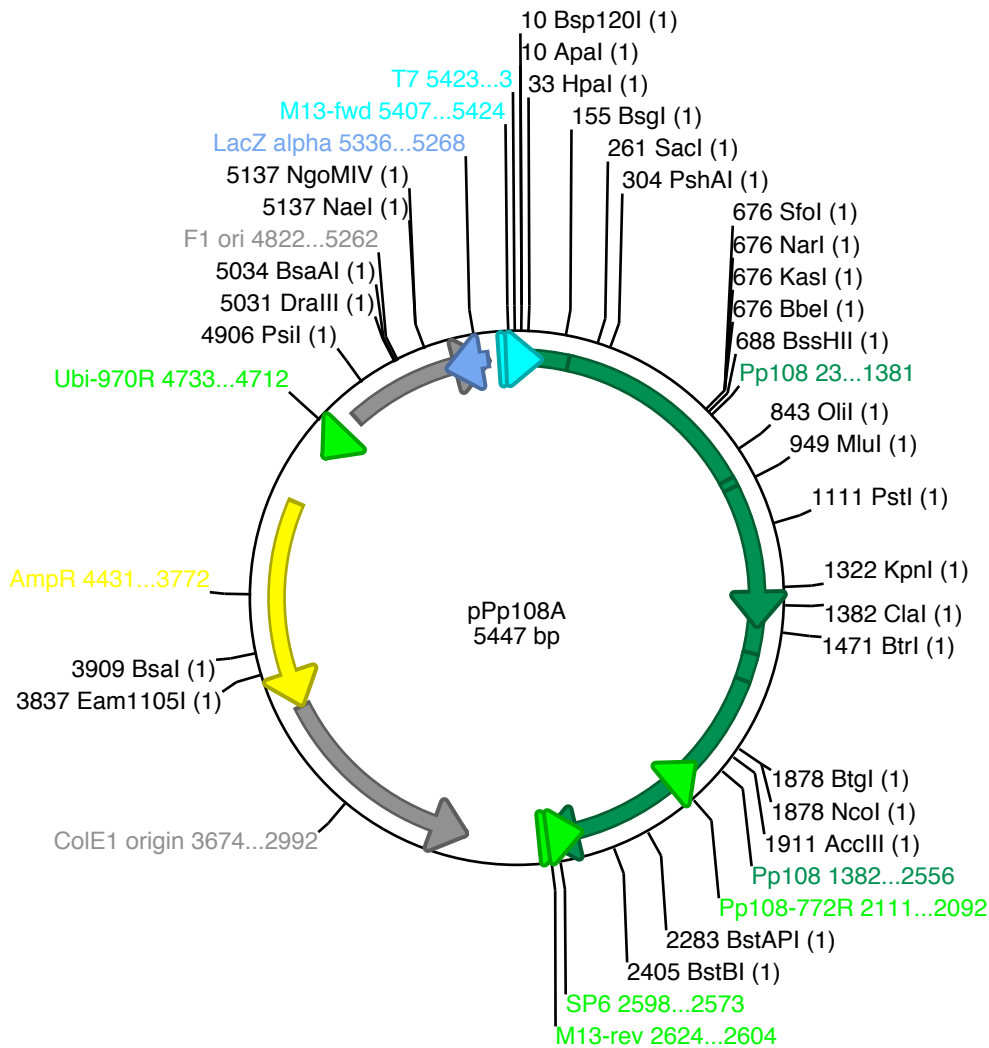 10 Bsp120I (1)
10 ApaI (1)
T7 5423...3
33 HpaI (1)
M13-fwd 5407...5424
155 BsgI (1)
LacZ alpha 5336...5268
261 SacI (1)
5137 NgoMIV (1)
304 PshAI (1)
5137 NaeI (1)
676 SfoI (1)
F1 ori 4822...5262
676 NarI (1)
5034 BsaAI (1)
676 KasI (1)
5031 DraIII (1)
676 BbeI (1)
4906 PsiI (1)
688 BssHII (1)
Ubi-970R 4733...4712
Pp108 23...1381
843 OliI (1)
949 MluI (1)
1111 PstI (1)
AmpR 4431...3772
1322 KpnI (1)
pPp108A
5447 bp
1382 ClaI (1)
1471 BtrI (1)
3909 BsaI (1)
3837 Eam1105I (1)
1878 BtgI (1)
1878 NcoI (1)
ColE1 origin 3674...2992
1911 AccIII (1)
Pp108 1382...2556
Pp108-772R 2111...2092
2283 BstAPI (1)
2405 BstBI (1)
SP6 2598...2573
M13-rev 2624...2604